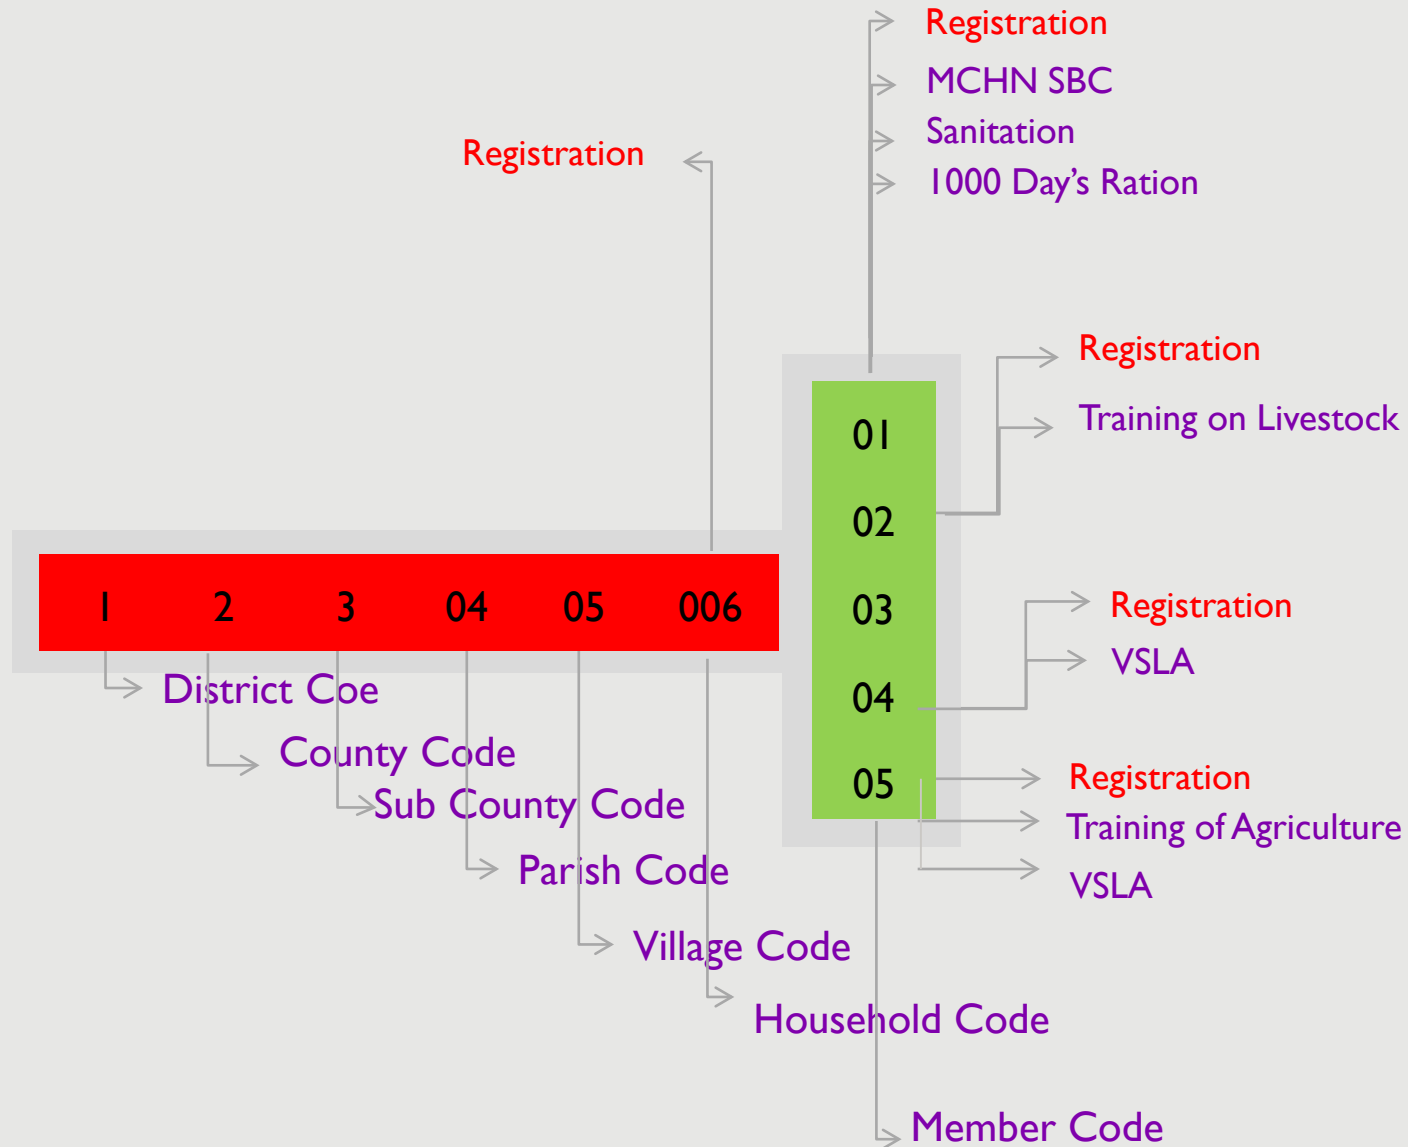 Registration
MCHN SBC
Sanitation
1000 Day's Ration
Registration
Registration
Training on Livestock
01
02
03
04
05
1 2 3 04 05 006
Registration
VSLA
Registration
Training of Agriculture
VSLA
District Coe
County Code
Sub County Code
Parish Code
Village Code
Household Code
Member Code